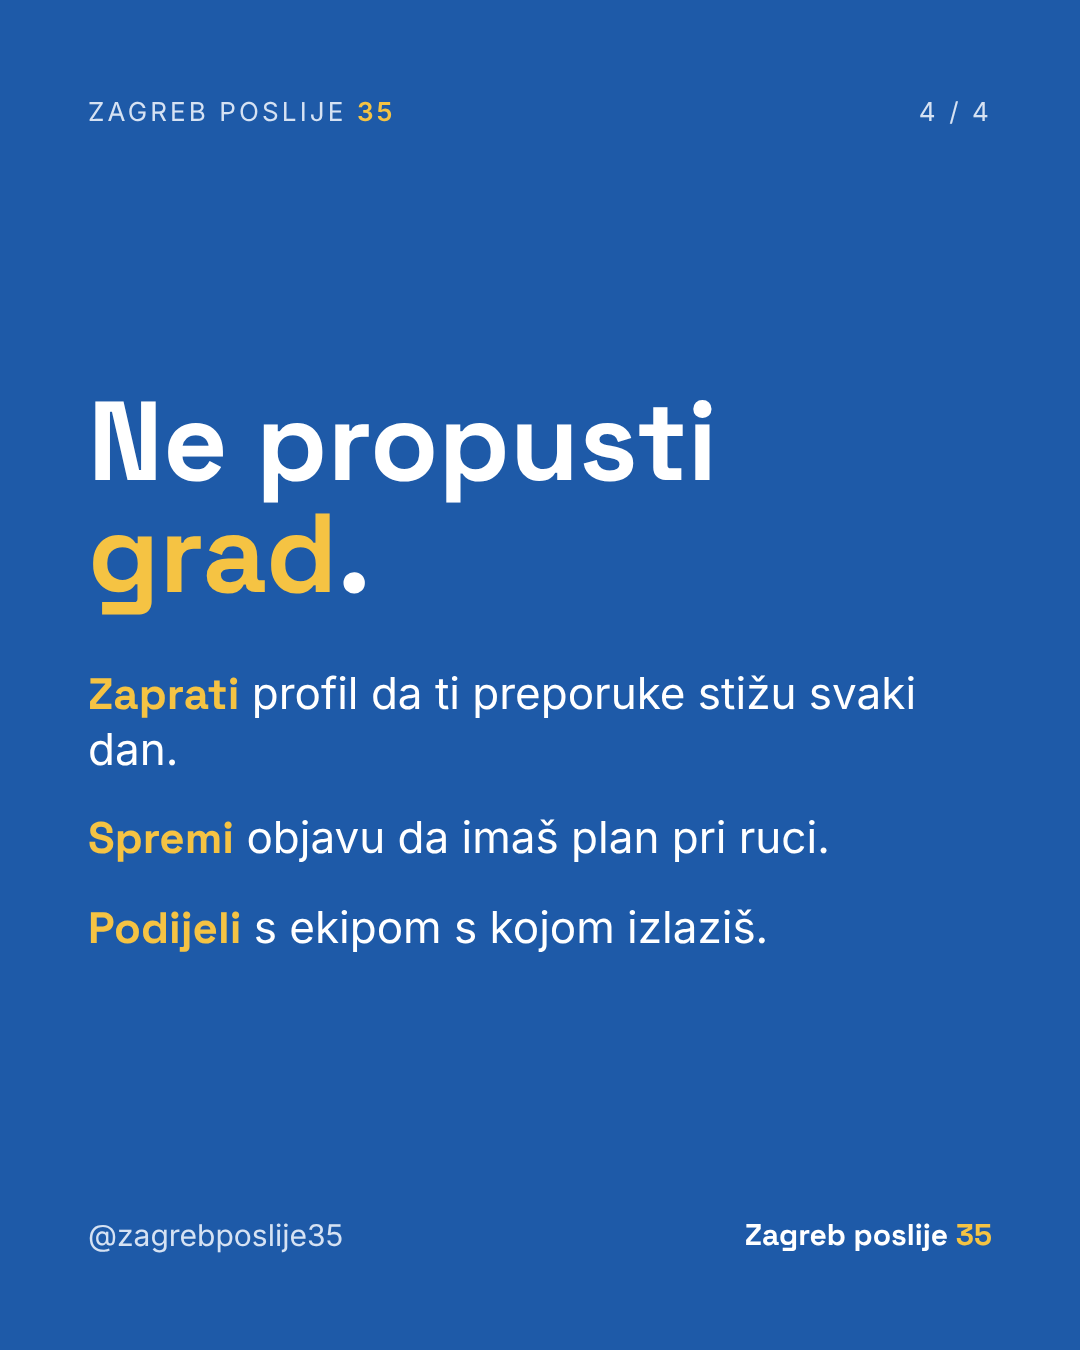 ZAGREB POSLIJE 35
4 / 4
Ne propusti
grad.
Zaprati profil da ti preporuke stižu svaki
dan.
Spremi objavu da imaš plan pri ruci.
Podijeli s ekipom s kojom izlaziš.
@zagrebposlije35
Zagreb poslije 35